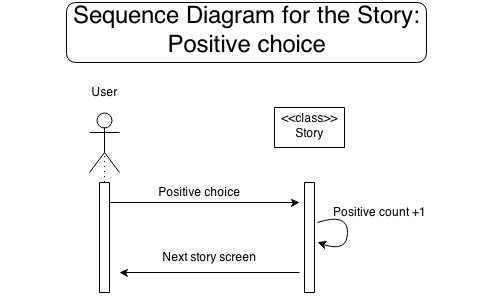 Sequence Diagram for the Story:
Positive choice
User
<<class>>
Story
Positive choice
Positive count +1
Next story screen